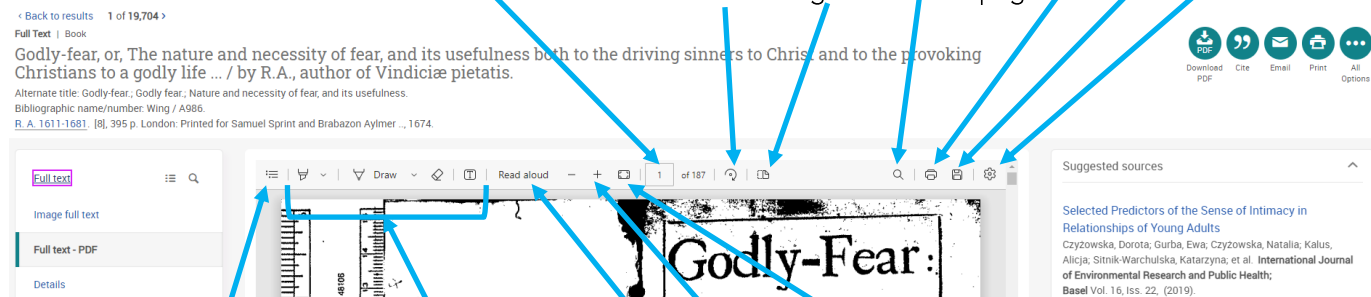 < Back to results 1 of 19,704 >
Full Text | Book
Godly-fear, or, The nature and necessity of fear, and its usefulness both to the driving sinners to Christ and to the provoking
Christians to a godly life ... / by R.A., author of Vindiciæ pietatis.
Alternate title: Godly-fear.; Godly fear.; Nature and necessity of fear, and its usefulness.
Bibliographic name/number: Wing / A986.
R. A. 1611-1681. [8], 395 p. London: Printed for Samuel Sprint and Brabazon Aylmer .., 1674.
PDF
Download PDF
Cite
Email
Print
All Options
Full text
Image full text
Full text - PDF
Details
Draw
Read aloud
1 of 187
48106
Godly-Fear:
Suggested sources
Selected Predictors of the Sense of Intimacy in
Relationships of Young Adults
Czyżowska, Dorota; Gurba, Ewa; Czyżowska, Natalia; Kalus,
Alicja; Sitnik-Warchulska, Katarzyna; et al. International Journal
of Environmental Research and Public Health;
Basel Vol. 16, Iss. 22, (2019).